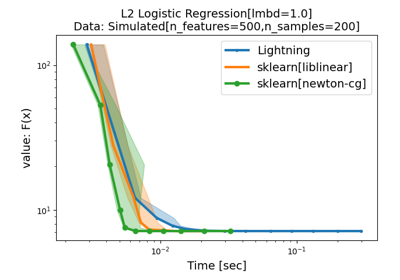 L2 Logistic Regression[lmbd=1.0]
Data: Simulated[n_features=500,n_samples=200]
Lightning
sklearn[liblinear]
sklearn[newton-cg]
value: F(x)
10²
10¹
10⁻² 10⁻¹
Time [sec]